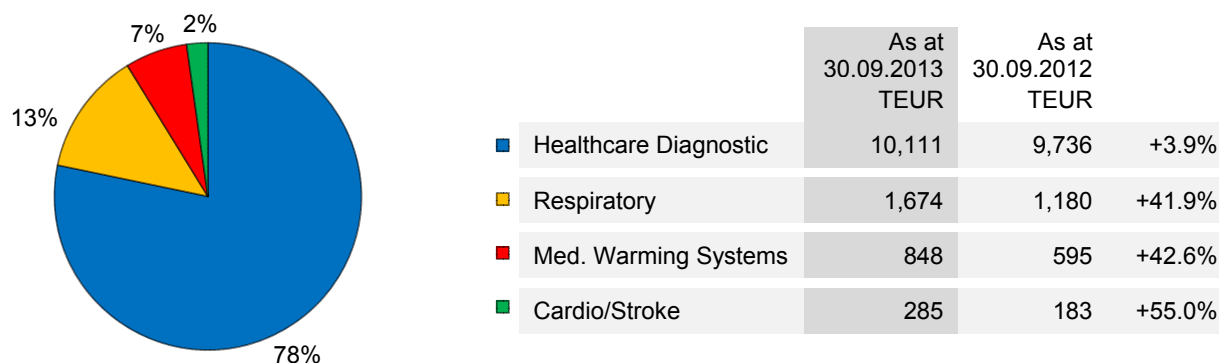 2%
7%
13%
78%
As at As at
30.09.2013 30.09.2012
TEUR TEUR
Healthcare Diagnostic 10,111 9,736 +3.9%
Respiratory 1,674 1,180 +41.9%
Med. Warming Systems 848 595 +42.6%
Cardio/Stroke 285 183 +55.0%